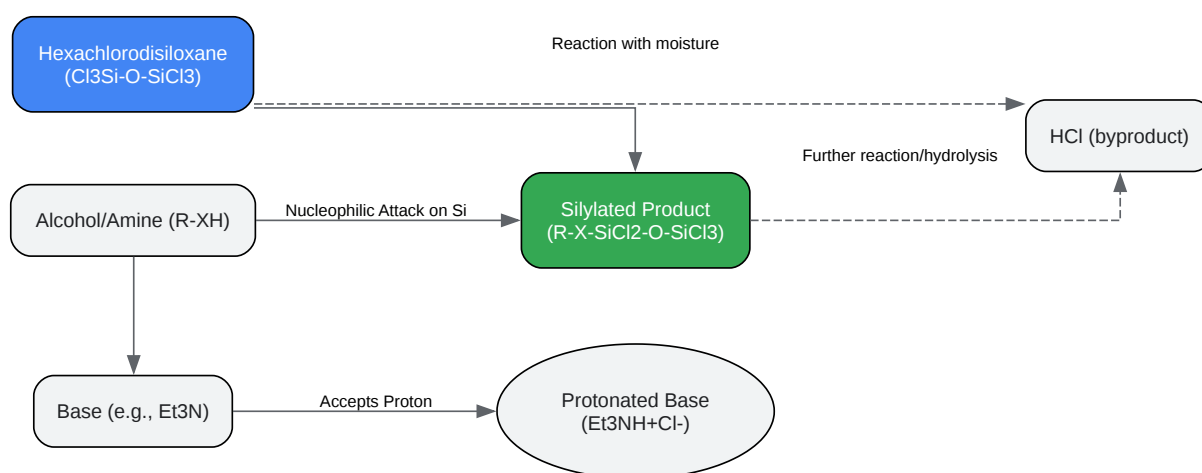 Hexachlorodisiloxane
(Cl3Si-O-SiCl3)
Reaction with moisture
HCl (byproduct)
Further reaction/hydrolysis
Alcohol/Amine (R-XH)
Nucleophilic Attack on Si
Silylated Product
(R-X-SiCl2-O-SiCl3)
Base (e.g., Et3N)
Accepts Proton
Protonated Base
(Et3NH+Cl-)